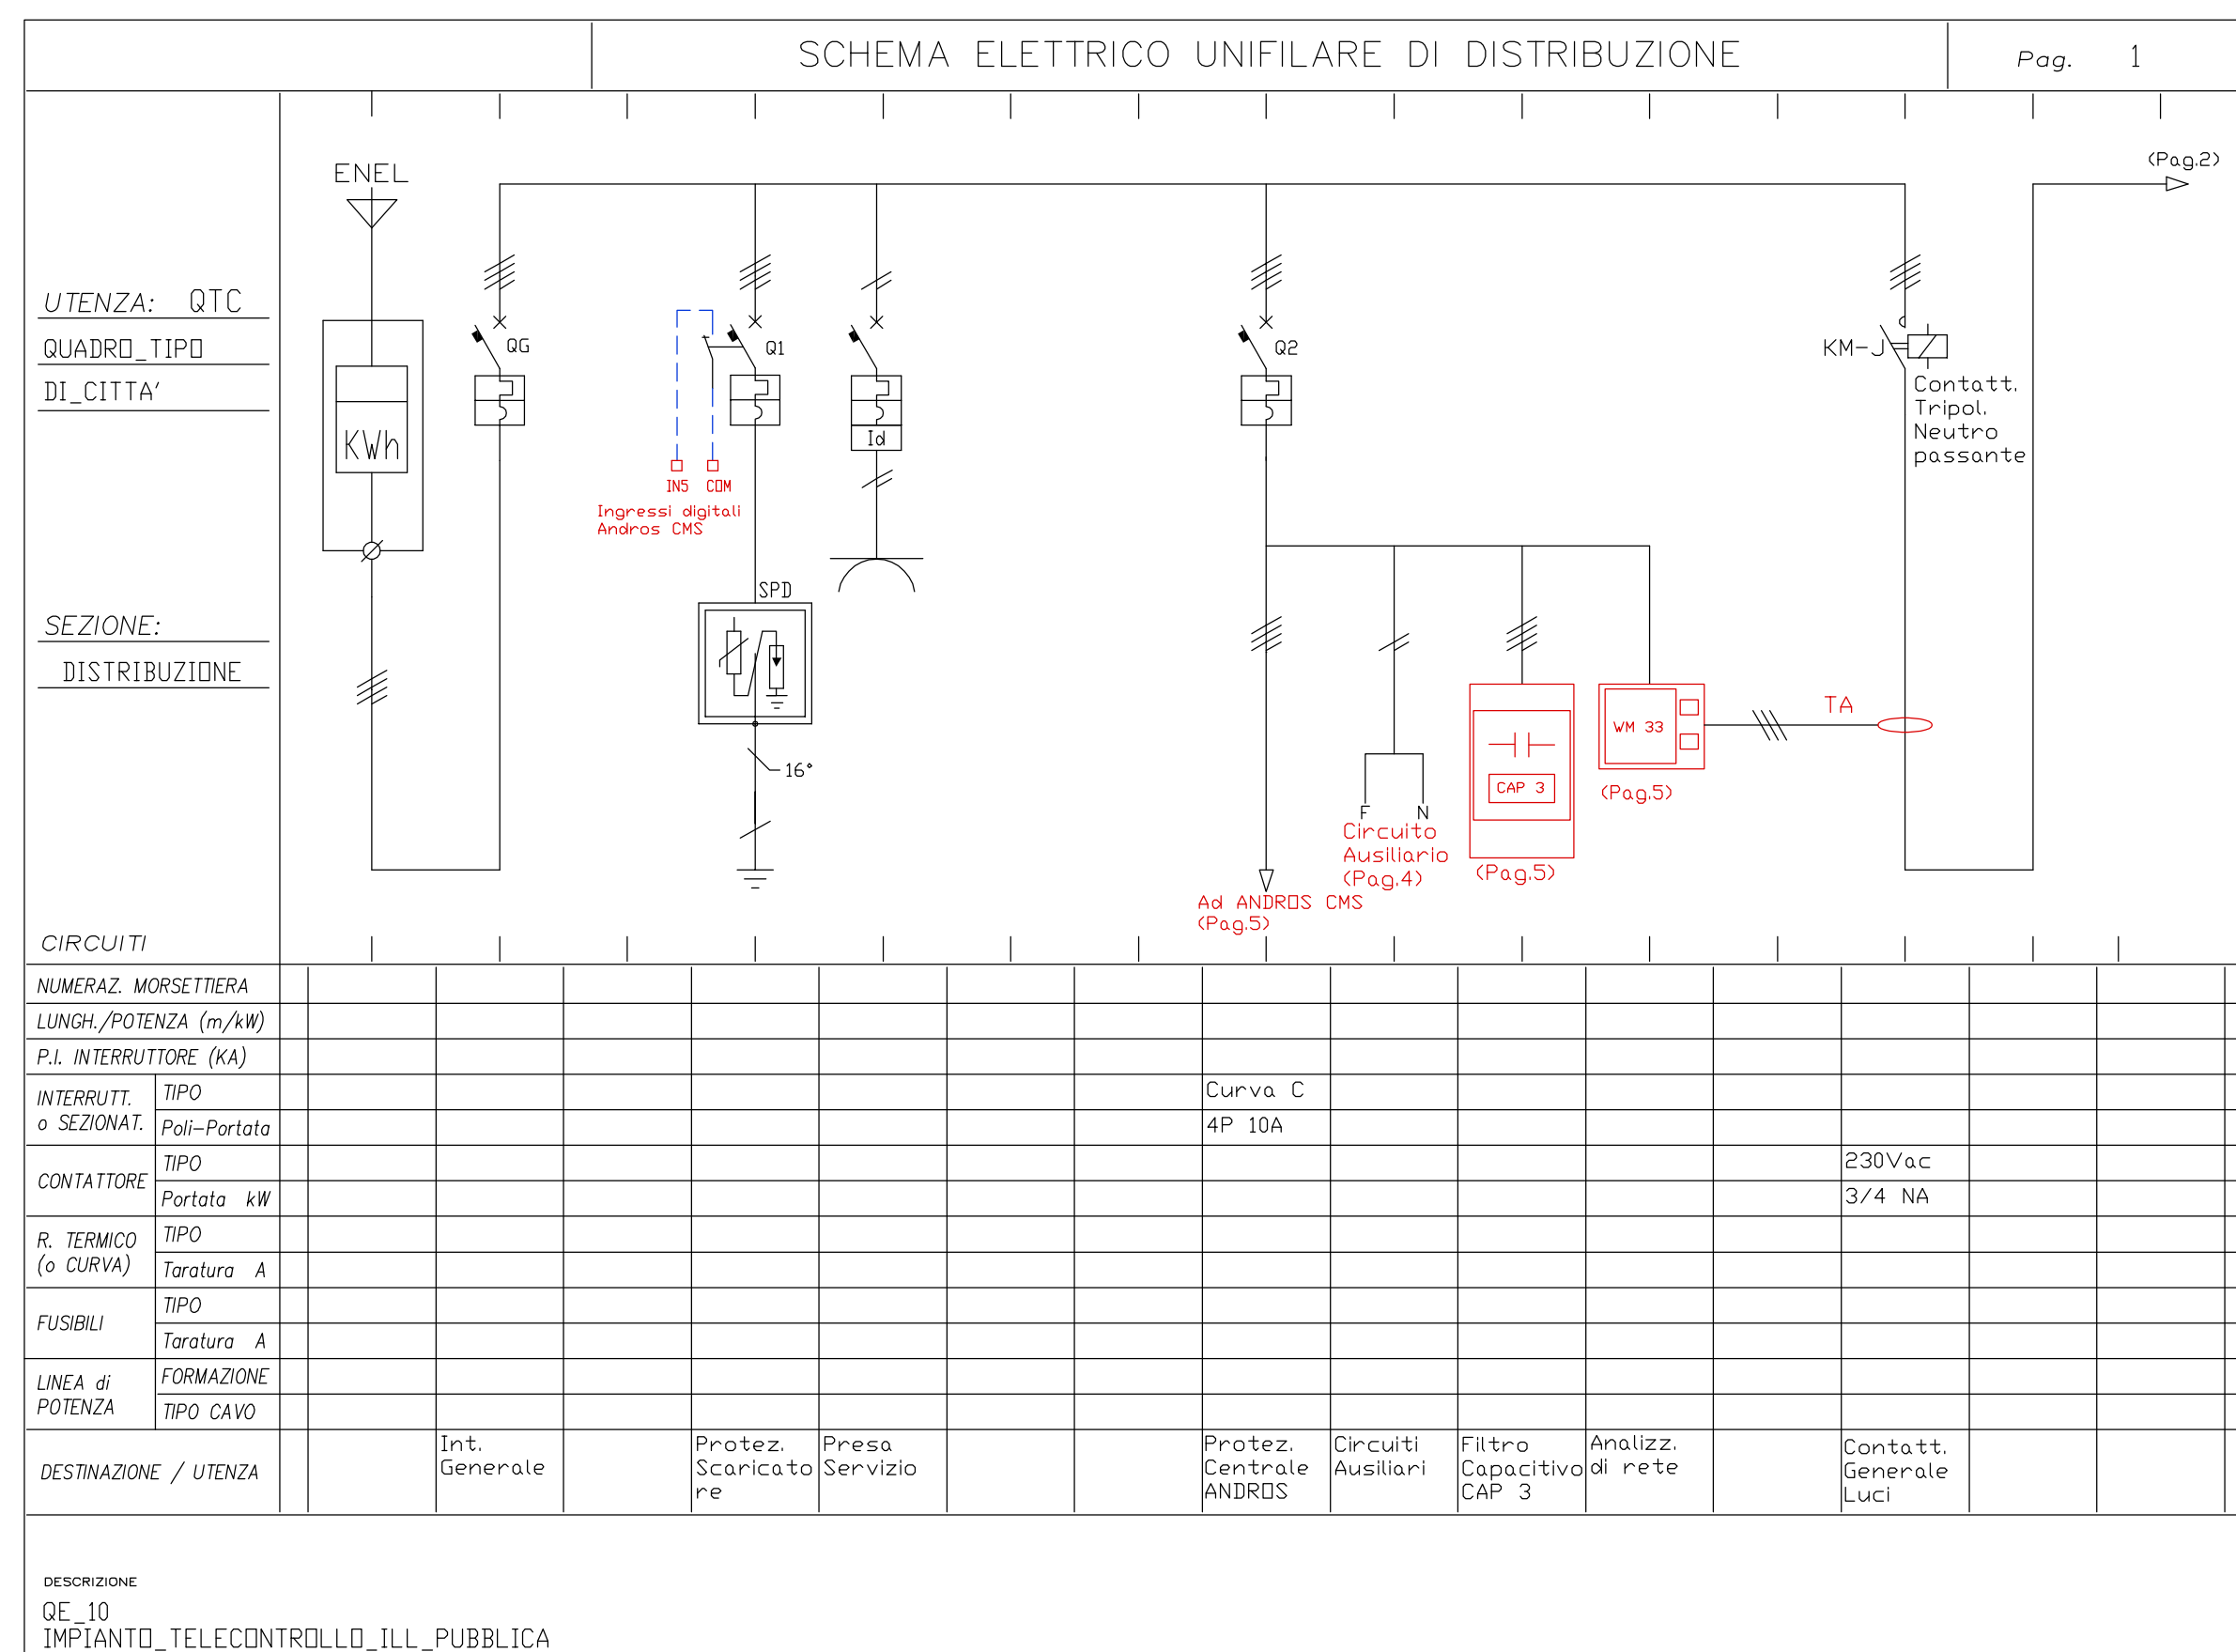 SCHEMA ELETTRICO UNIFILARE DI DISTRIBUZIONE
Pag. 1
UTENZA: QTC
QUADRO_TIPO
DI_CITTA'
SEZIONE:
DISTRIBUZIONE
CIRCUITI
ENEL
KWh
QG
Q1
IN5 COM
Ingressi digitali
Andros CMS
SPD
16°
Id
Q2
Ad ANDROS CMS
(Pag.5)
F N
Circuito
Ausiliario
(Pag.4)
CAP 3
(Pag.5)
WM 33
(Pag.5)
TA
KM-J
Contatt.
Tripol.
Neutro
passante
(Pag.2)
NUMERAZ. MORSETTIERA
LUNGH./POTENZA (m/kW)
P.I. INTERRUTTORE (KA)
INTERRUTT.
o SEZIONAT.
TIPO
Curva C
Poli-Portata
4P 10A
CONTATTORE
TIPO
230Vac
Portata kW
3/4 NA
R. TERMICO
(o CURVA)
TIPO
Taratura A
FUSIBILI
TIPO
Taratura A
LINEA di
POTENZA
FORMAZIONE
TIPO CAVO
DESTINAZIONE / UTENZA
Int.
Generale
Protez.
Scaricato
re
Presa
Servizio
Protez.
Centrale
ANDROS
Circuiti
Ausiliari
Filtro
Capacitivo
CAP 3
Analizz.
di rete
Contatt.
Generale
Luci
DESCRIZIONE
QE_10
IMPIANTO_TELECONTROLLO_ILL_PUBBLICA